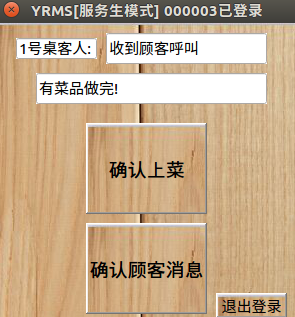 YRMS[服务生模式] 000003已登录
1号桌客人: 收到顾客呼叫
有菜品做完!
确认上菜
确认顾客消息
退出登录